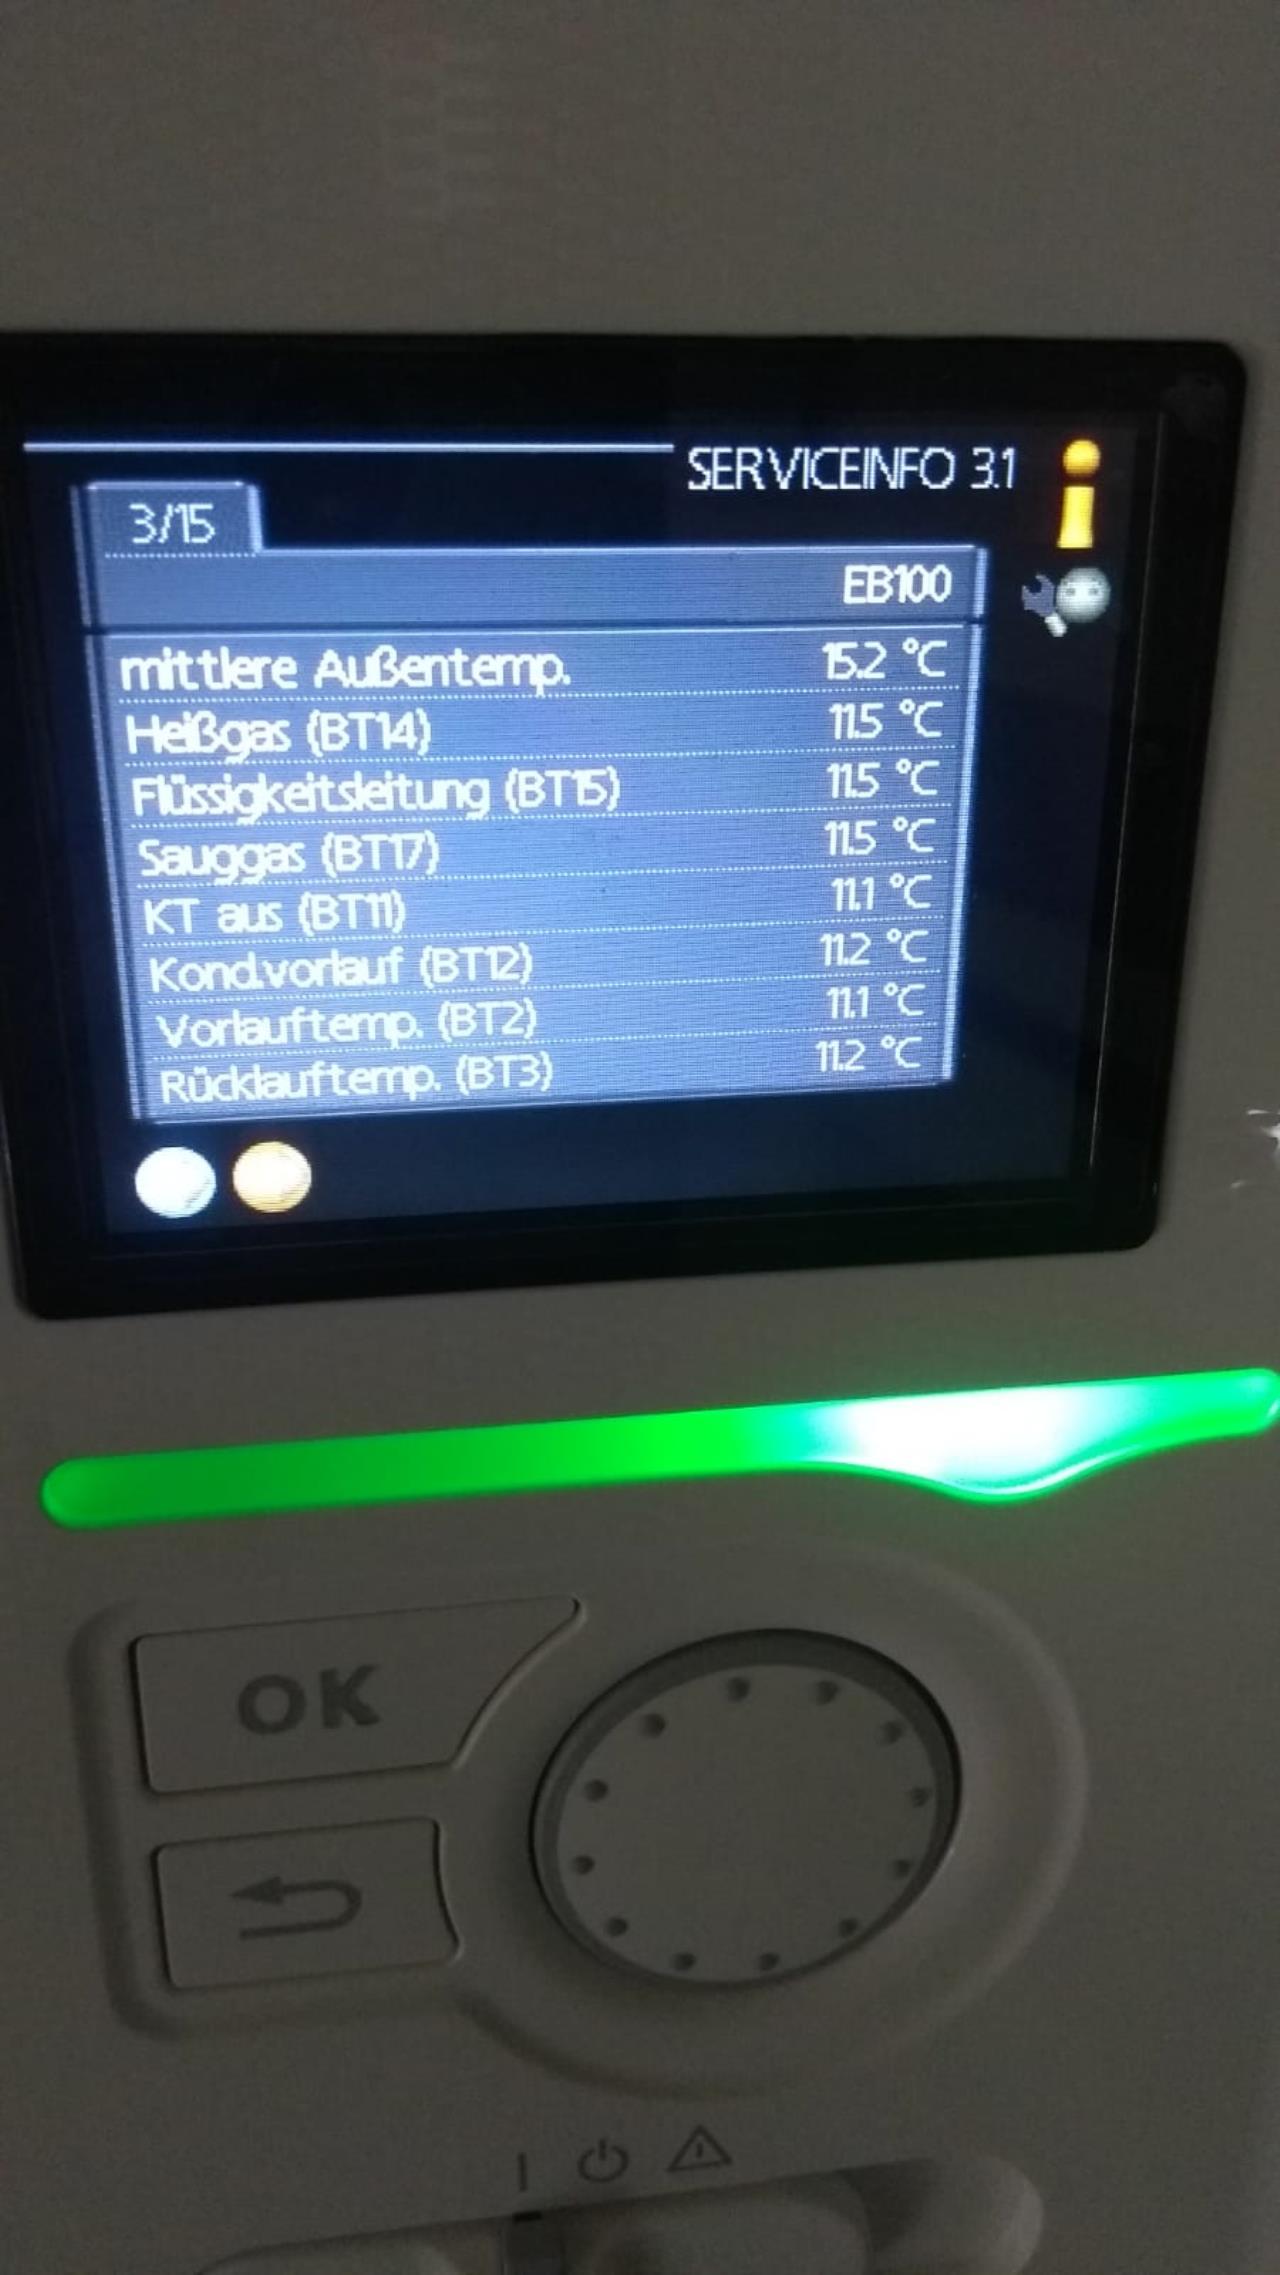 SERVICEINFO 3.1
3/15
EB100
mittlere Außentemp. 15.2 °C
Heißgas (BT14) 11.5 °C
Flüssigkeitsleitung (BT15) 11.5 °C
Sauggas (BT17) 11.5 °C
KT aus (BT11) 11.1 °C
Kond.vorlauf (BT12) 11.2 °C
Vorlauftemp. (BT2) 11.1 °C
Rücklauftemp. (BT3) 11.2 °C
OK